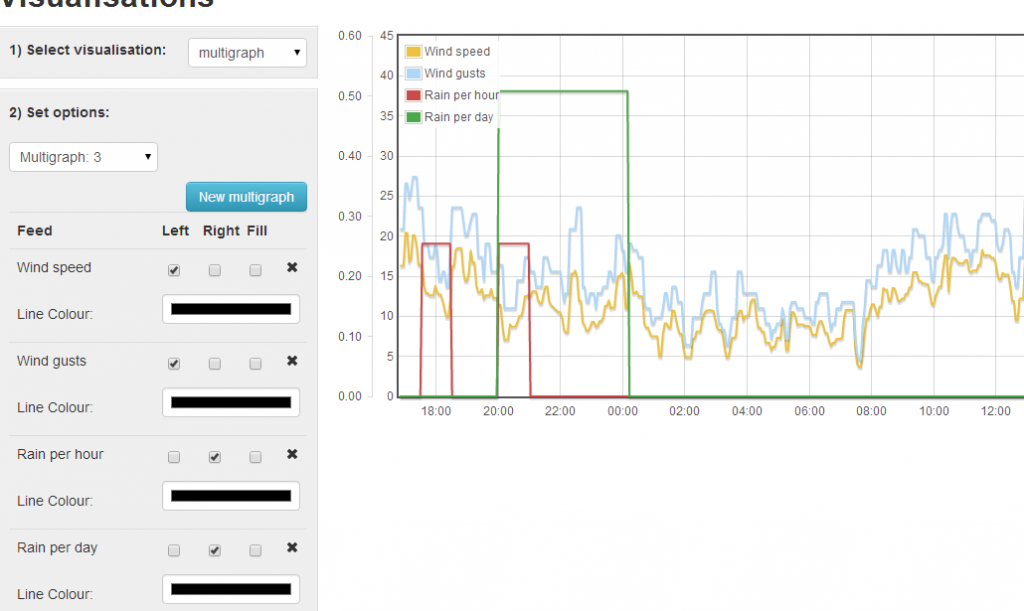 Visualisations
1) Select visualisation:
multigraph
2) Set options:
Multigraph: 3
New multigraph
Feed Left Right Fill
Wind speed
Line Colour:
Wind gusts
Line Colour:
Rain per hour
Line Colour:
Rain per day
Line Colour:
0.60
0.50
0.40
0.30
0.20
0.10
0.00
45
40
35
30
25
20
15
10
5
0
Wind speed
Wind gusts
Rain per hour
Rain per day
18:00 20:00 22:00 00:00 02:00 04:00 06:00 08:00 10:00 12:00